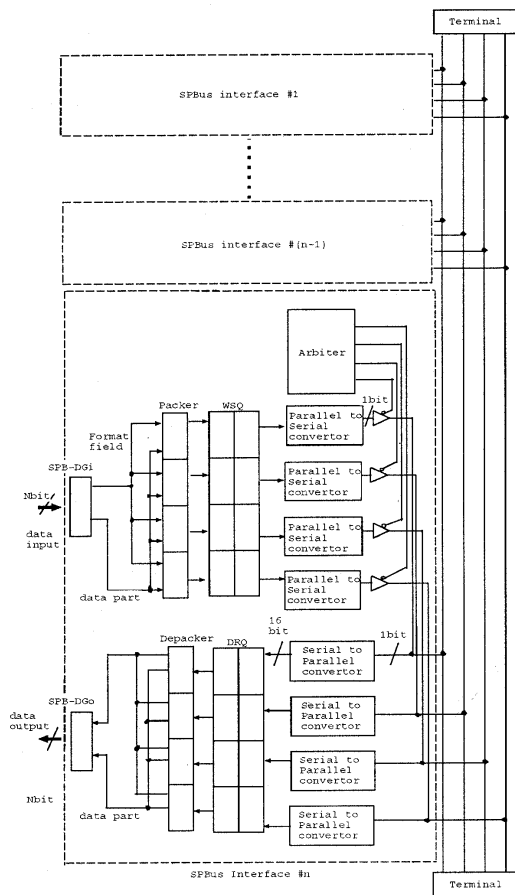 Terminal
SPBus interface #1
SPBus interface #(n-1)
Arbiter
Packer
WSQ
1bit
Parallel to
Serial
convertor
Format
field
SPB-DGi
Parallel to
Serial
convertor
Nbit
data
input
Parallel to
Serial
convertor
data part
Parallel to
Serial
convertor
Depacker
DRQ
16
bit
Serial to
Parallel
convertor
1bit
SPB-DGo
Serial to
Parallel
convertor
data
output
Serial to
Parallel
convertor
Nbit
data part
Serial to
Parallel
convertor
SPBus Interface #n
Terminal